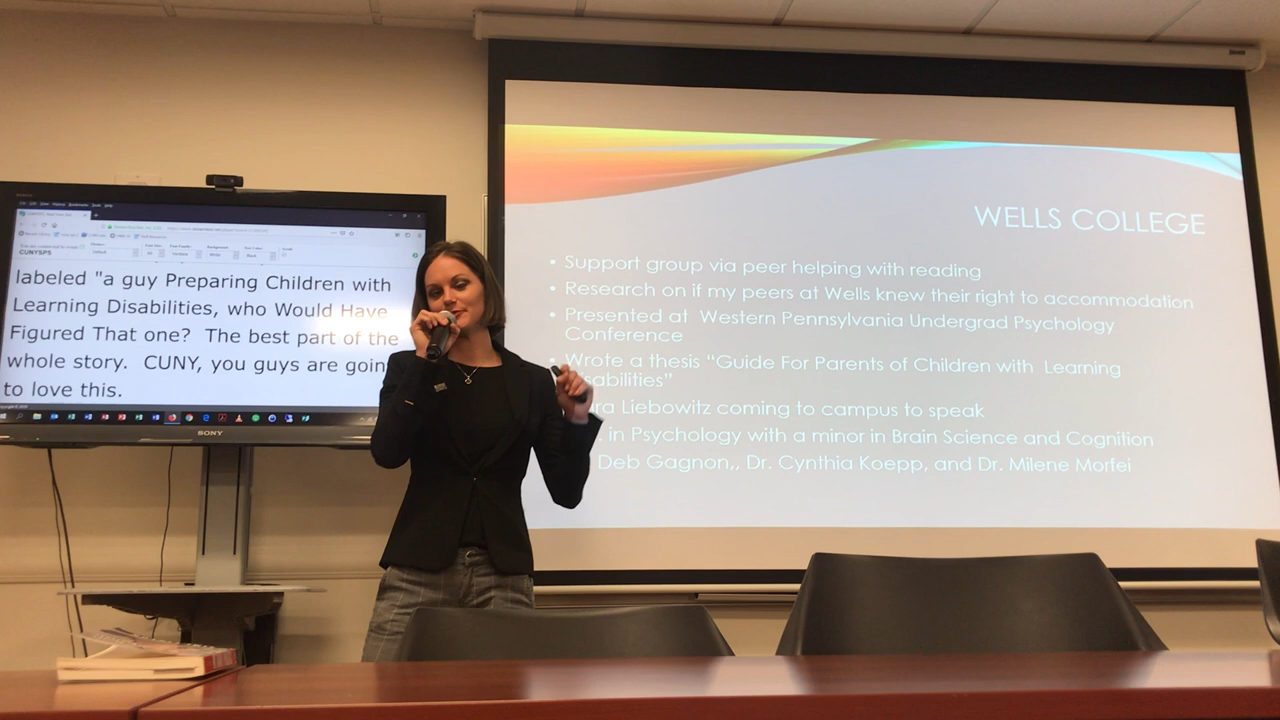 CUNYSPS
labeled "a guy Preparing Children with
Learning Disabilities, who Would Have
Figured That one? The best part of the
whole story. CUNY, you guys are goin
to love this.
SONY
WELLS COLLEGE
• Support group via peer helping with reading
• Research on if my peers at Wells knew their right to accommodation
• Presented at Western Pennsylvania Undergrad Psychology
Conference
• Wrote a thesis “Guide For Parents of Children with Learning
sabilities”
ra Liebowitz coming to campus to speak
in Psychology with a minor in Brain Science and Cognition
Deb Gagnon,, Dr. Cynthia Koepp, and Dr. Milene Morfei